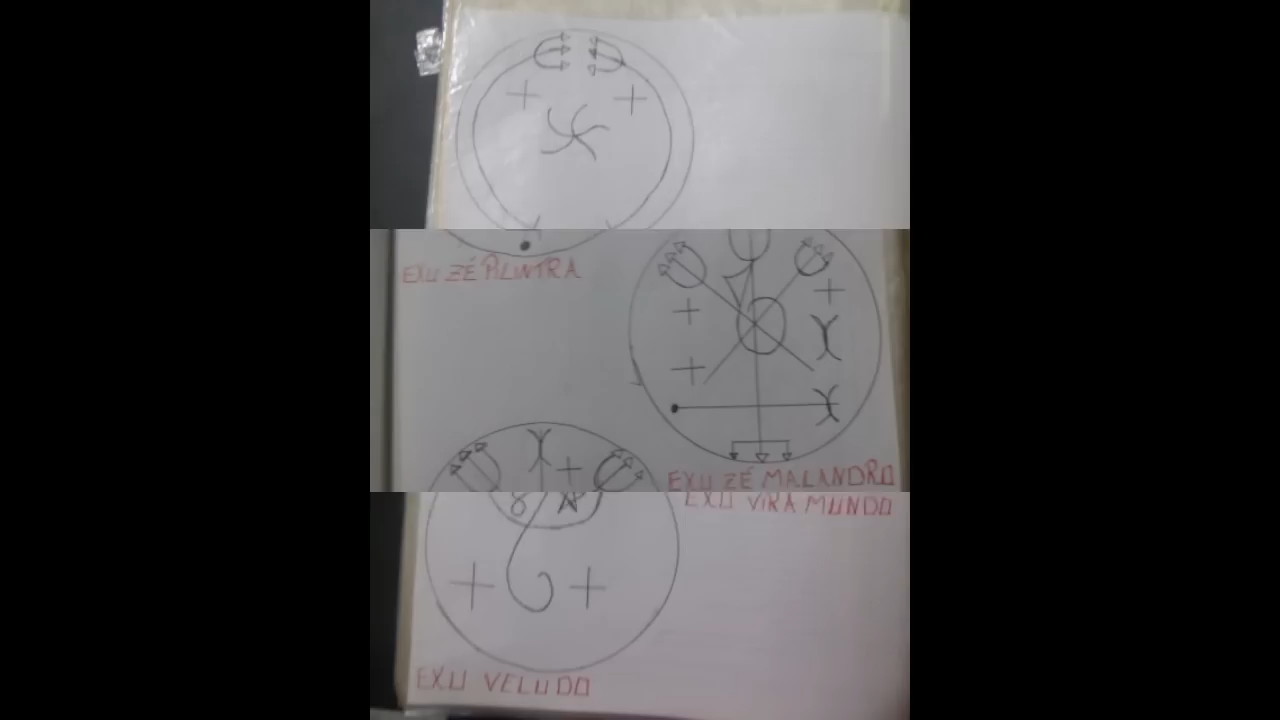 EXU ZÉ PILINTRA
EXU ZÉ MALANDRO
EXU VIRA MUNDO
EXU VELUDO